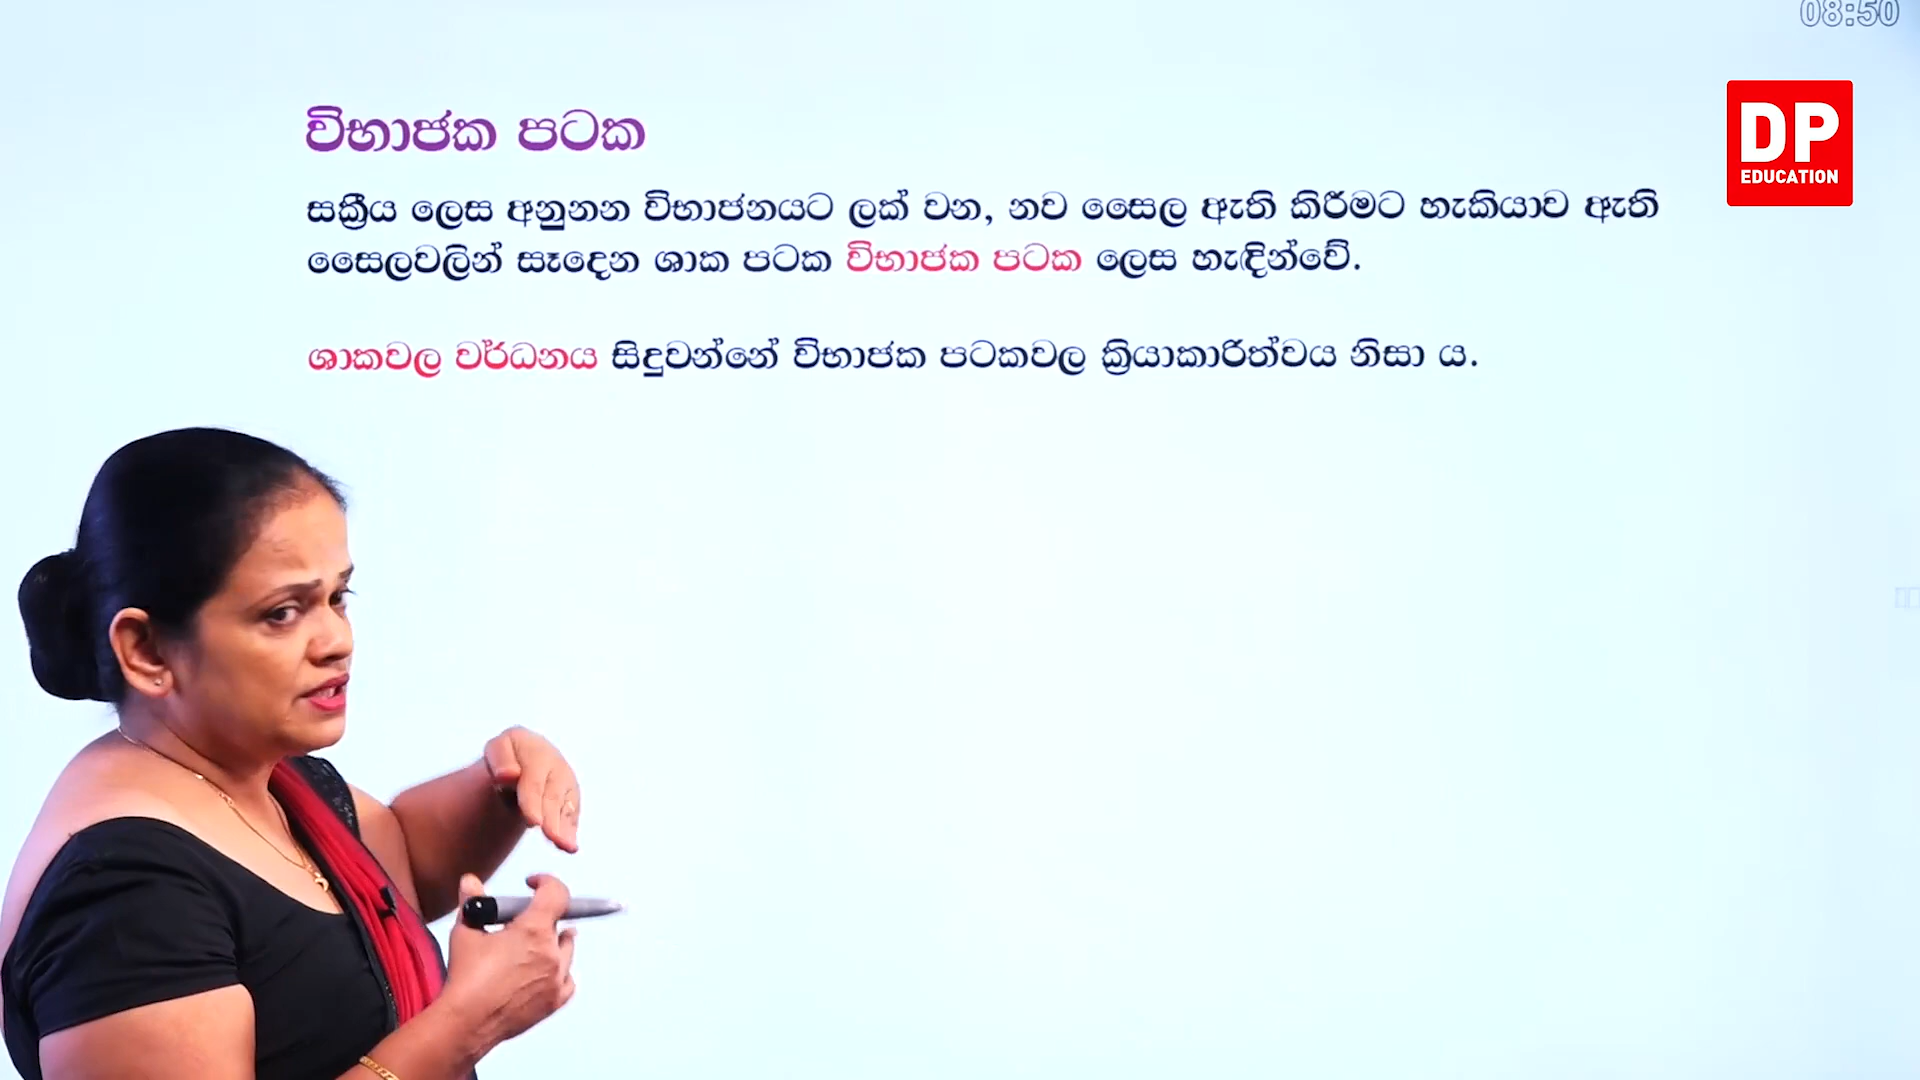 08:50
DP
EDUCATION
විභාජක පටක
සක්‍රීය ලෙස අනුනන විභාජනයට ලක් වන, නව සෛල ඇති කිරීමට හැකියාව ඇති
සෛලවලින් සෑදෙන ශාක පටක විභාජක පටක ලෙස හැඳින්වේ.
ශාකවල වර්ධනය සිදුවන්නේ විභාජක පටකවල ක්‍රියාකාරිත්වය නිසා ය.